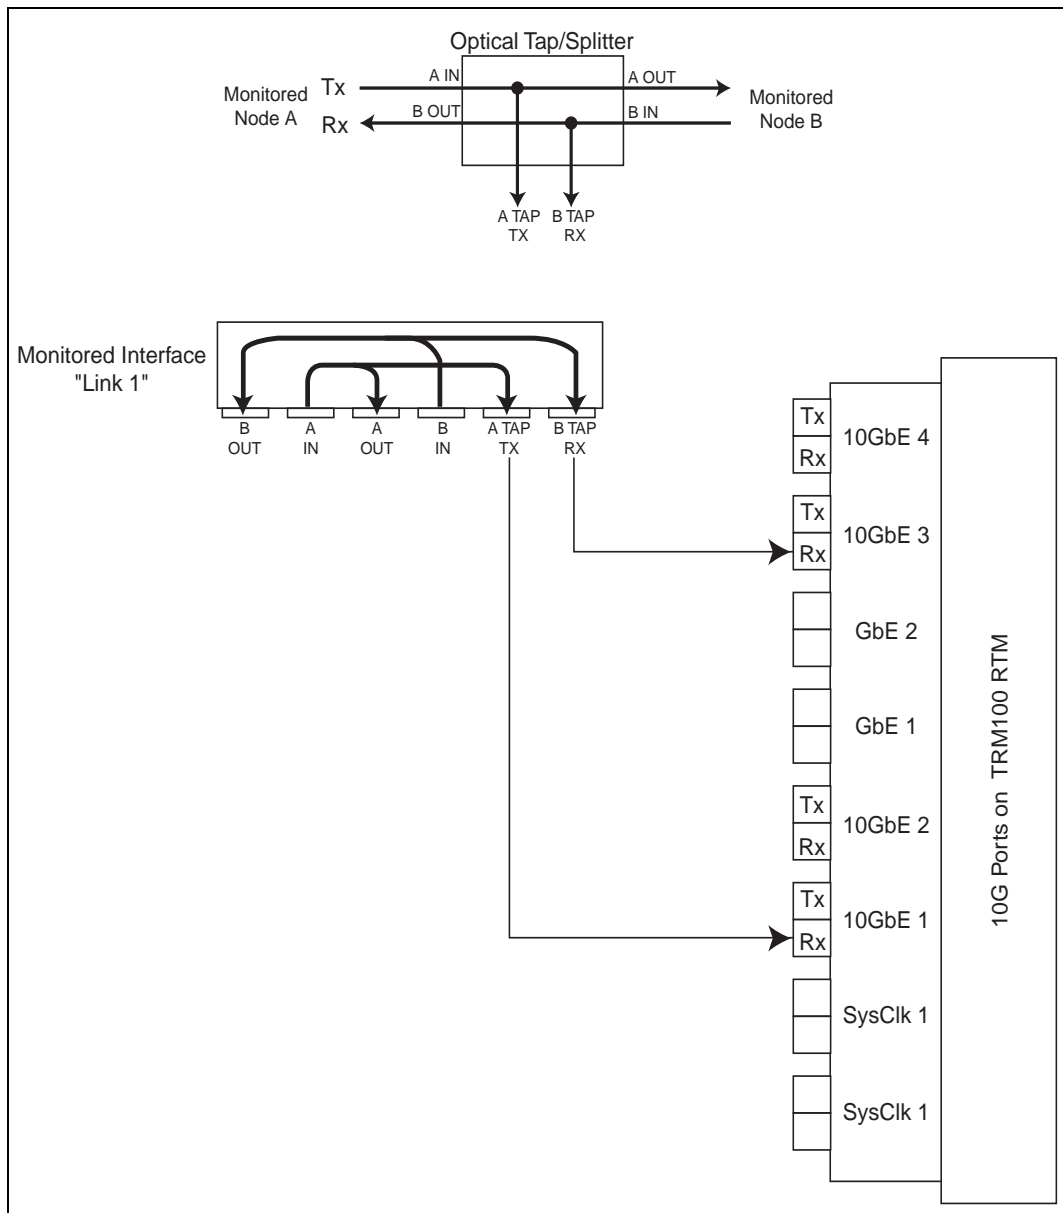 Optical Tap/Splitter
A IN
A OUT
Monitored
Node A
Tx
Rx
B OUT
B IN
Monitored
Node B
A TAP
TX
B TAP
RX
Monitored Interface
"Link 1"
B
OUT
A
IN
A
OUT
B
IN
A TAP
TX
B TAP
RX
Tx
Rx
10GbE 4
Tx
Rx
10GbE 3
GbE 2
GbE 1
Tx
Rx
10GbE 2
Tx
Rx
10GbE 1
SysClk 1
SysClk 1
10G Ports on TRM100 RTM